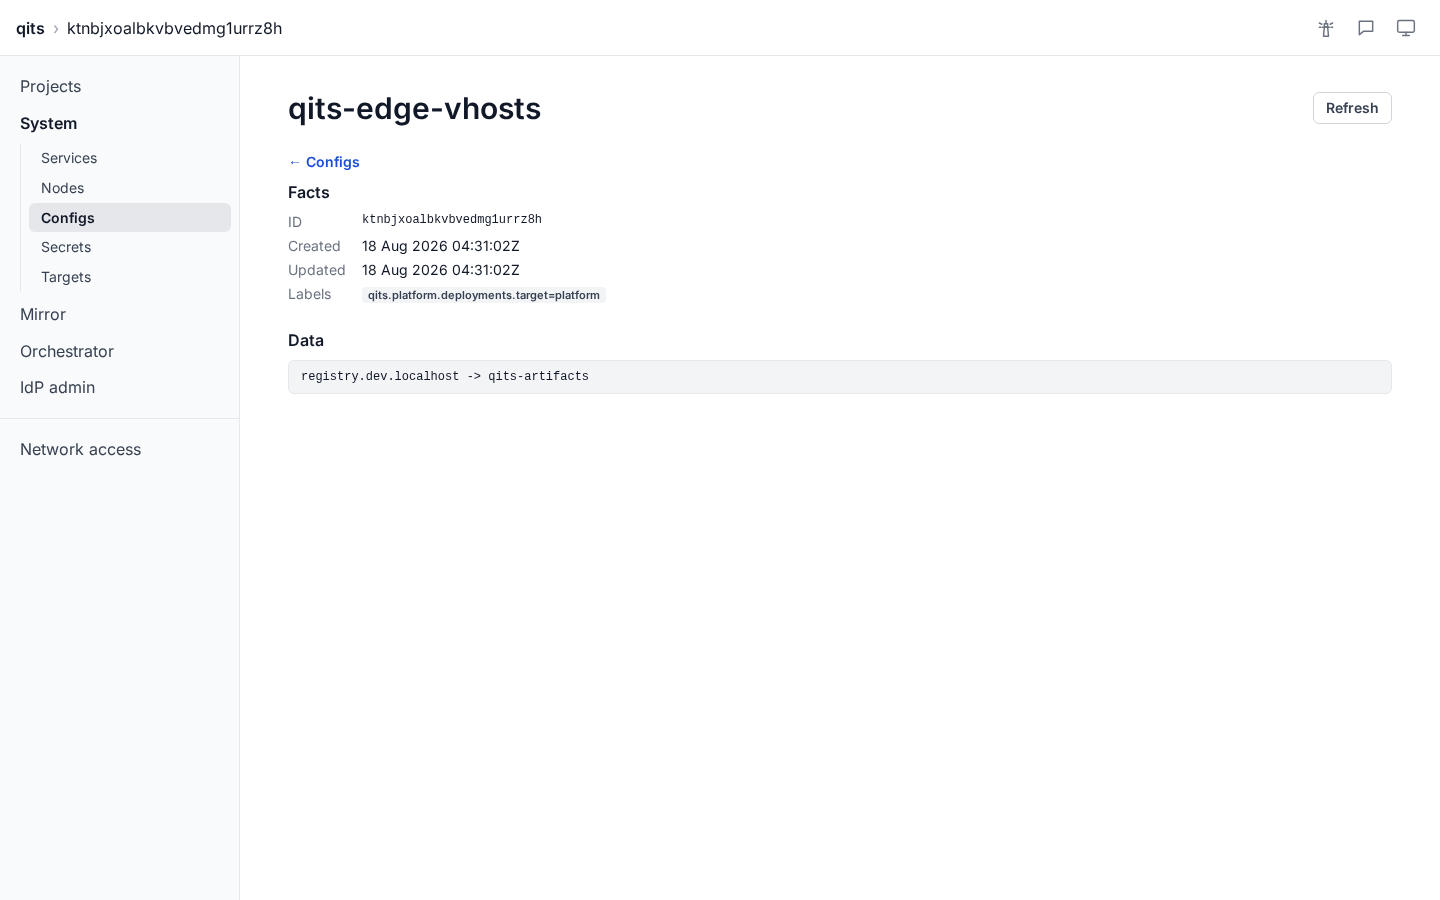 qits › ktnbjxoalbkvbvedmg1urrz8h
Projects
System
Services
Nodes
Configs
Secrets
Targets
Mirror
Orchestrator
IdP admin
Network access
qits-edge-vhosts
Refresh
← Configs
Facts
ID ktnbjxoalbkvbvedmg1urrz8h
Created 18 Aug 2026 04:31:02Z
Updated 18 Aug 2026 04:31:02Z
Labels qits.platform.deployments.target=platform
Data
registry.dev.localhost -> qits-artifacts